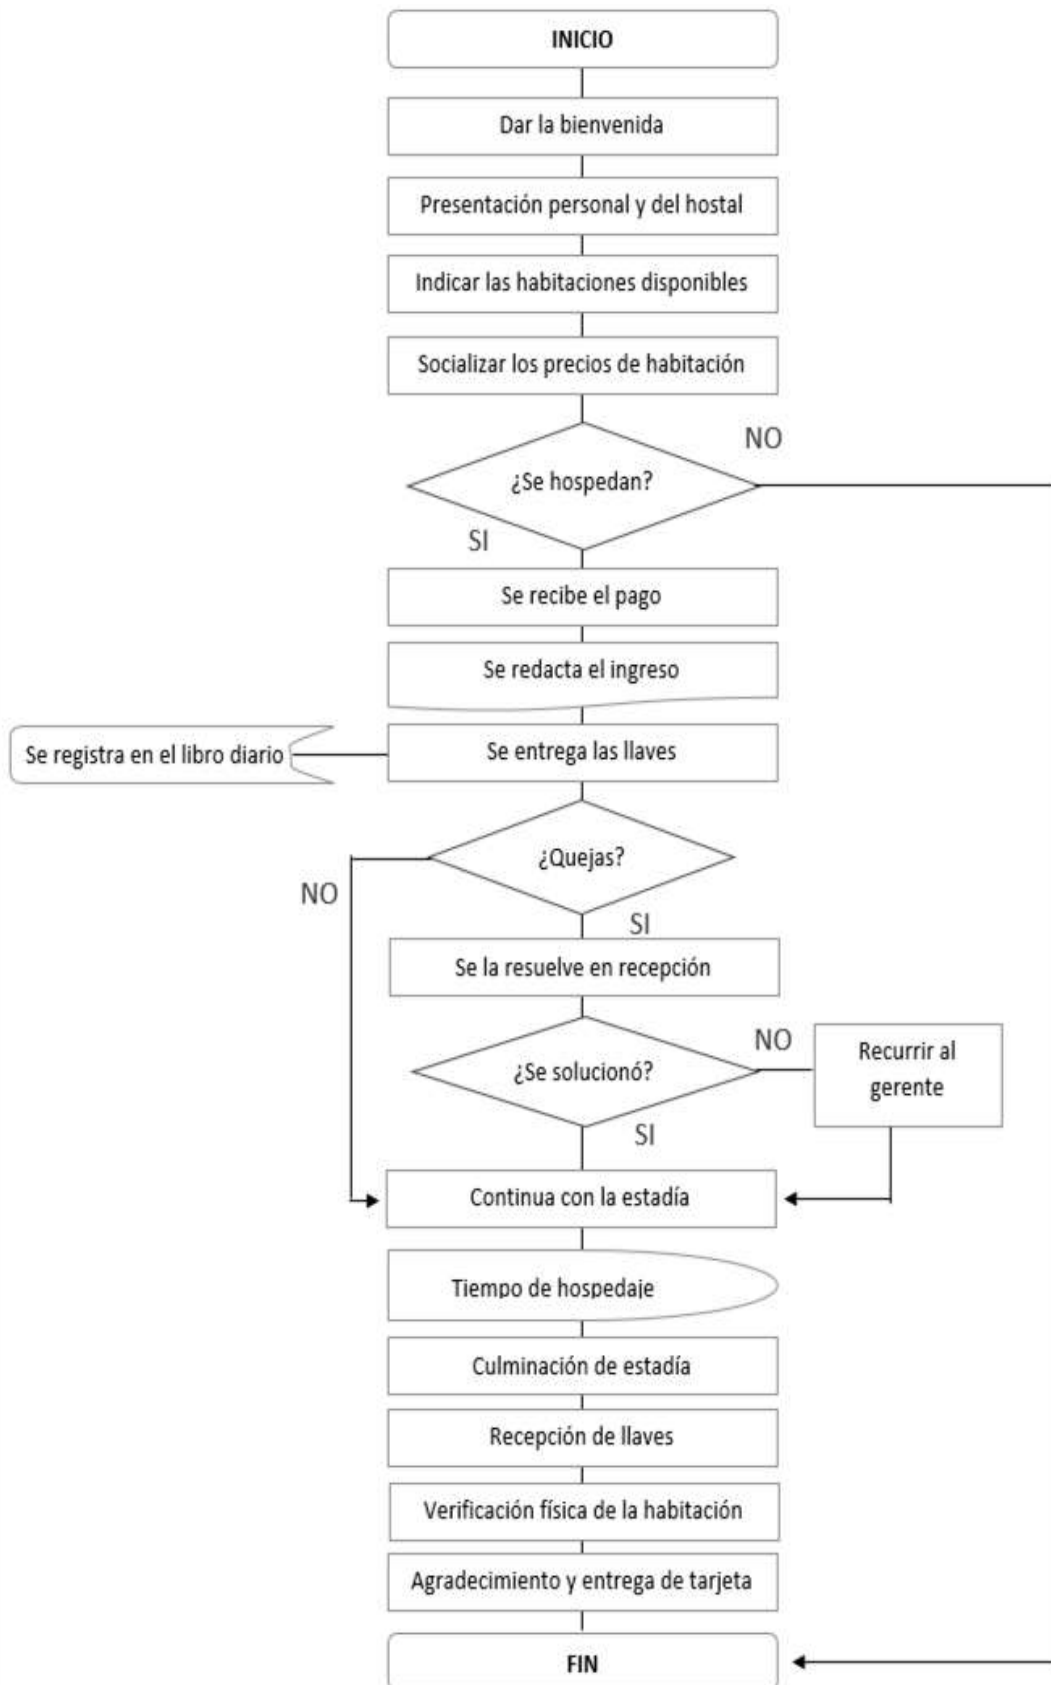 INICIO
Dar la bienvenida
Presentación personal y del hostal
Indicar las habitaciones disponibles
Socializar los precios de habitación
NO
¿Se hospedan?
SI
Se recibe el pago
Se redacta el ingreso
Se registra en el libro diario
Se entrega las llaves
¿Quejas?
NO
SI
Se la resuelve en recepción
NO
¿Se solucionó?
Recurrir al
gerente
SI
Continua con la estadía
Tiempo de hospedaje
Culminación de estadía
Recepción de llaves
Verificación física de la habitación
Agradecimiento y entrega de tarjeta
FIN